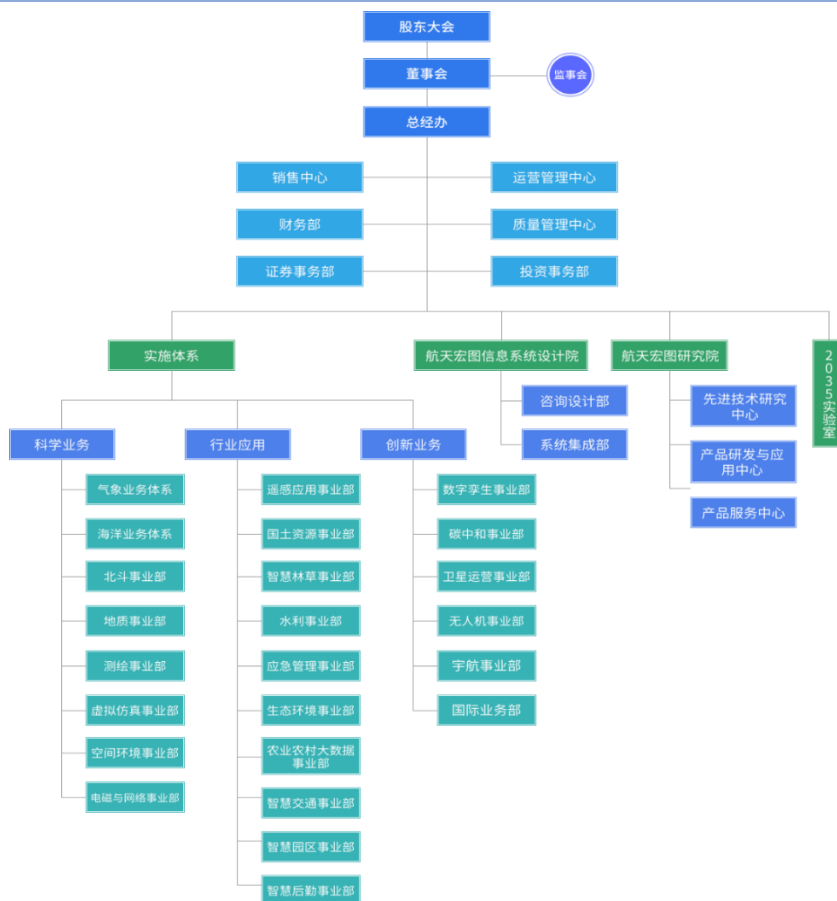 股东大会
董事会
监事会
总经办
销售中心
运营管理中心
财务部
质量管理中心
证券事务部
投资事务部
实施体系
航天宏图信息系统设计院
航天宏图研究院
2035实验室
咨询设计部
系统集成部
先进技术研究
中心
产品研发与应
用中心
产品服务中心
科学业务
行业应用
创新业务
气象业务体系
海洋业务体系
北斗事业部
地质事业部
测绘事业部
虚拟仿真事业部
空间环境事业部
电磁与网络事业部
遥感应用事业部
国土资源事业部
智慧林草事业部
水利事业部
应急管理事业部
生态环境事业部
农业农村大数据
事业部
智慧交通事业部
智慧园区事业部
智慧后勤事业部
数字孪生事业部
碳中和事业部
卫星运营事业部
无人机事业部
宇航事业部
国际业务部